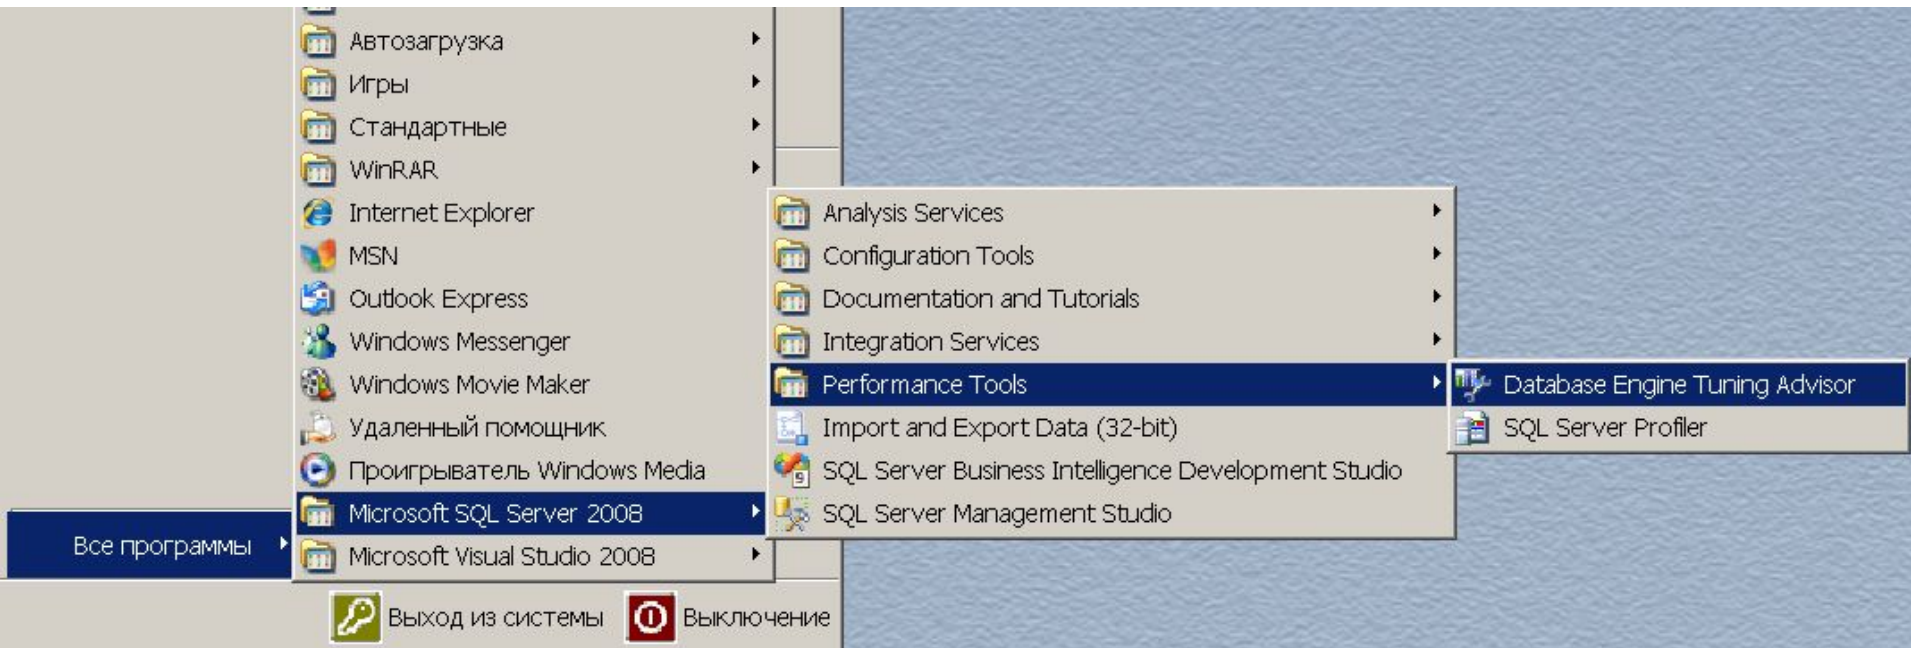 Автозагрузка
Игры
Стандартные
WinRAR
Internet Explorer
MSN
Outlook Express
Windows Messenger
Windows Movie Maker
Удаленный помощник
Проигрыватель Windows Media
Microsoft SQL Server 2008
Microsoft Visual Studio 2008
Analysis Services
Configuration Tools
Documentation and Tutorials
Integration Services
Performance Tools
Import and Export Data (32-bit)
SQL Server Business Intelligence Development Studio
SQL Server Management Studio
Database Engine Tuning Advisor
SQL Server Profiler
Все программы
Выход из системы
Выключение